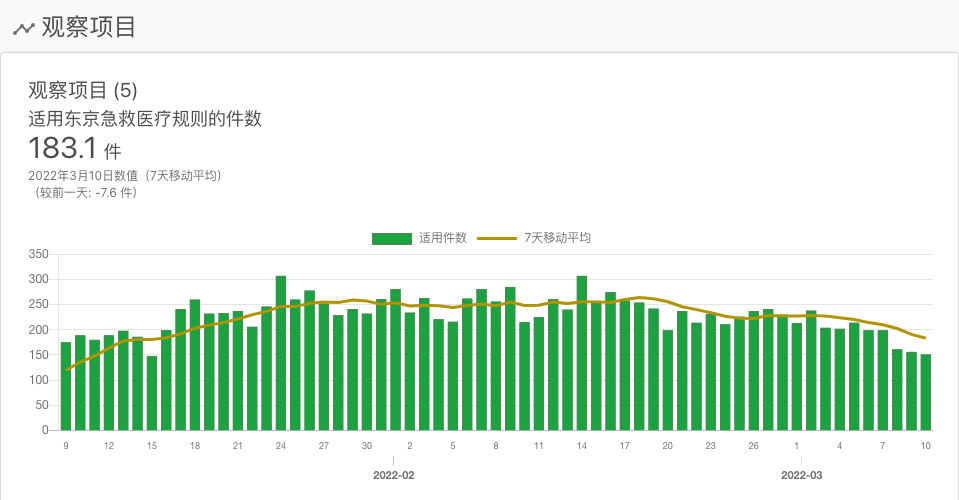 观察项目
观察项目 (5)
适用东京急救医疗规则的件数
183.1 件
2022年3月10日数值（7天移动平均）
（较前一天: -7.6 件）
适用件数 7天移动平均
350
300
250
200
150
100
50
0
9 12 15 18 21 24 27 30 2 5 8 11 14 17 20 23 26 1 4 7 10
2022-02 2022-03